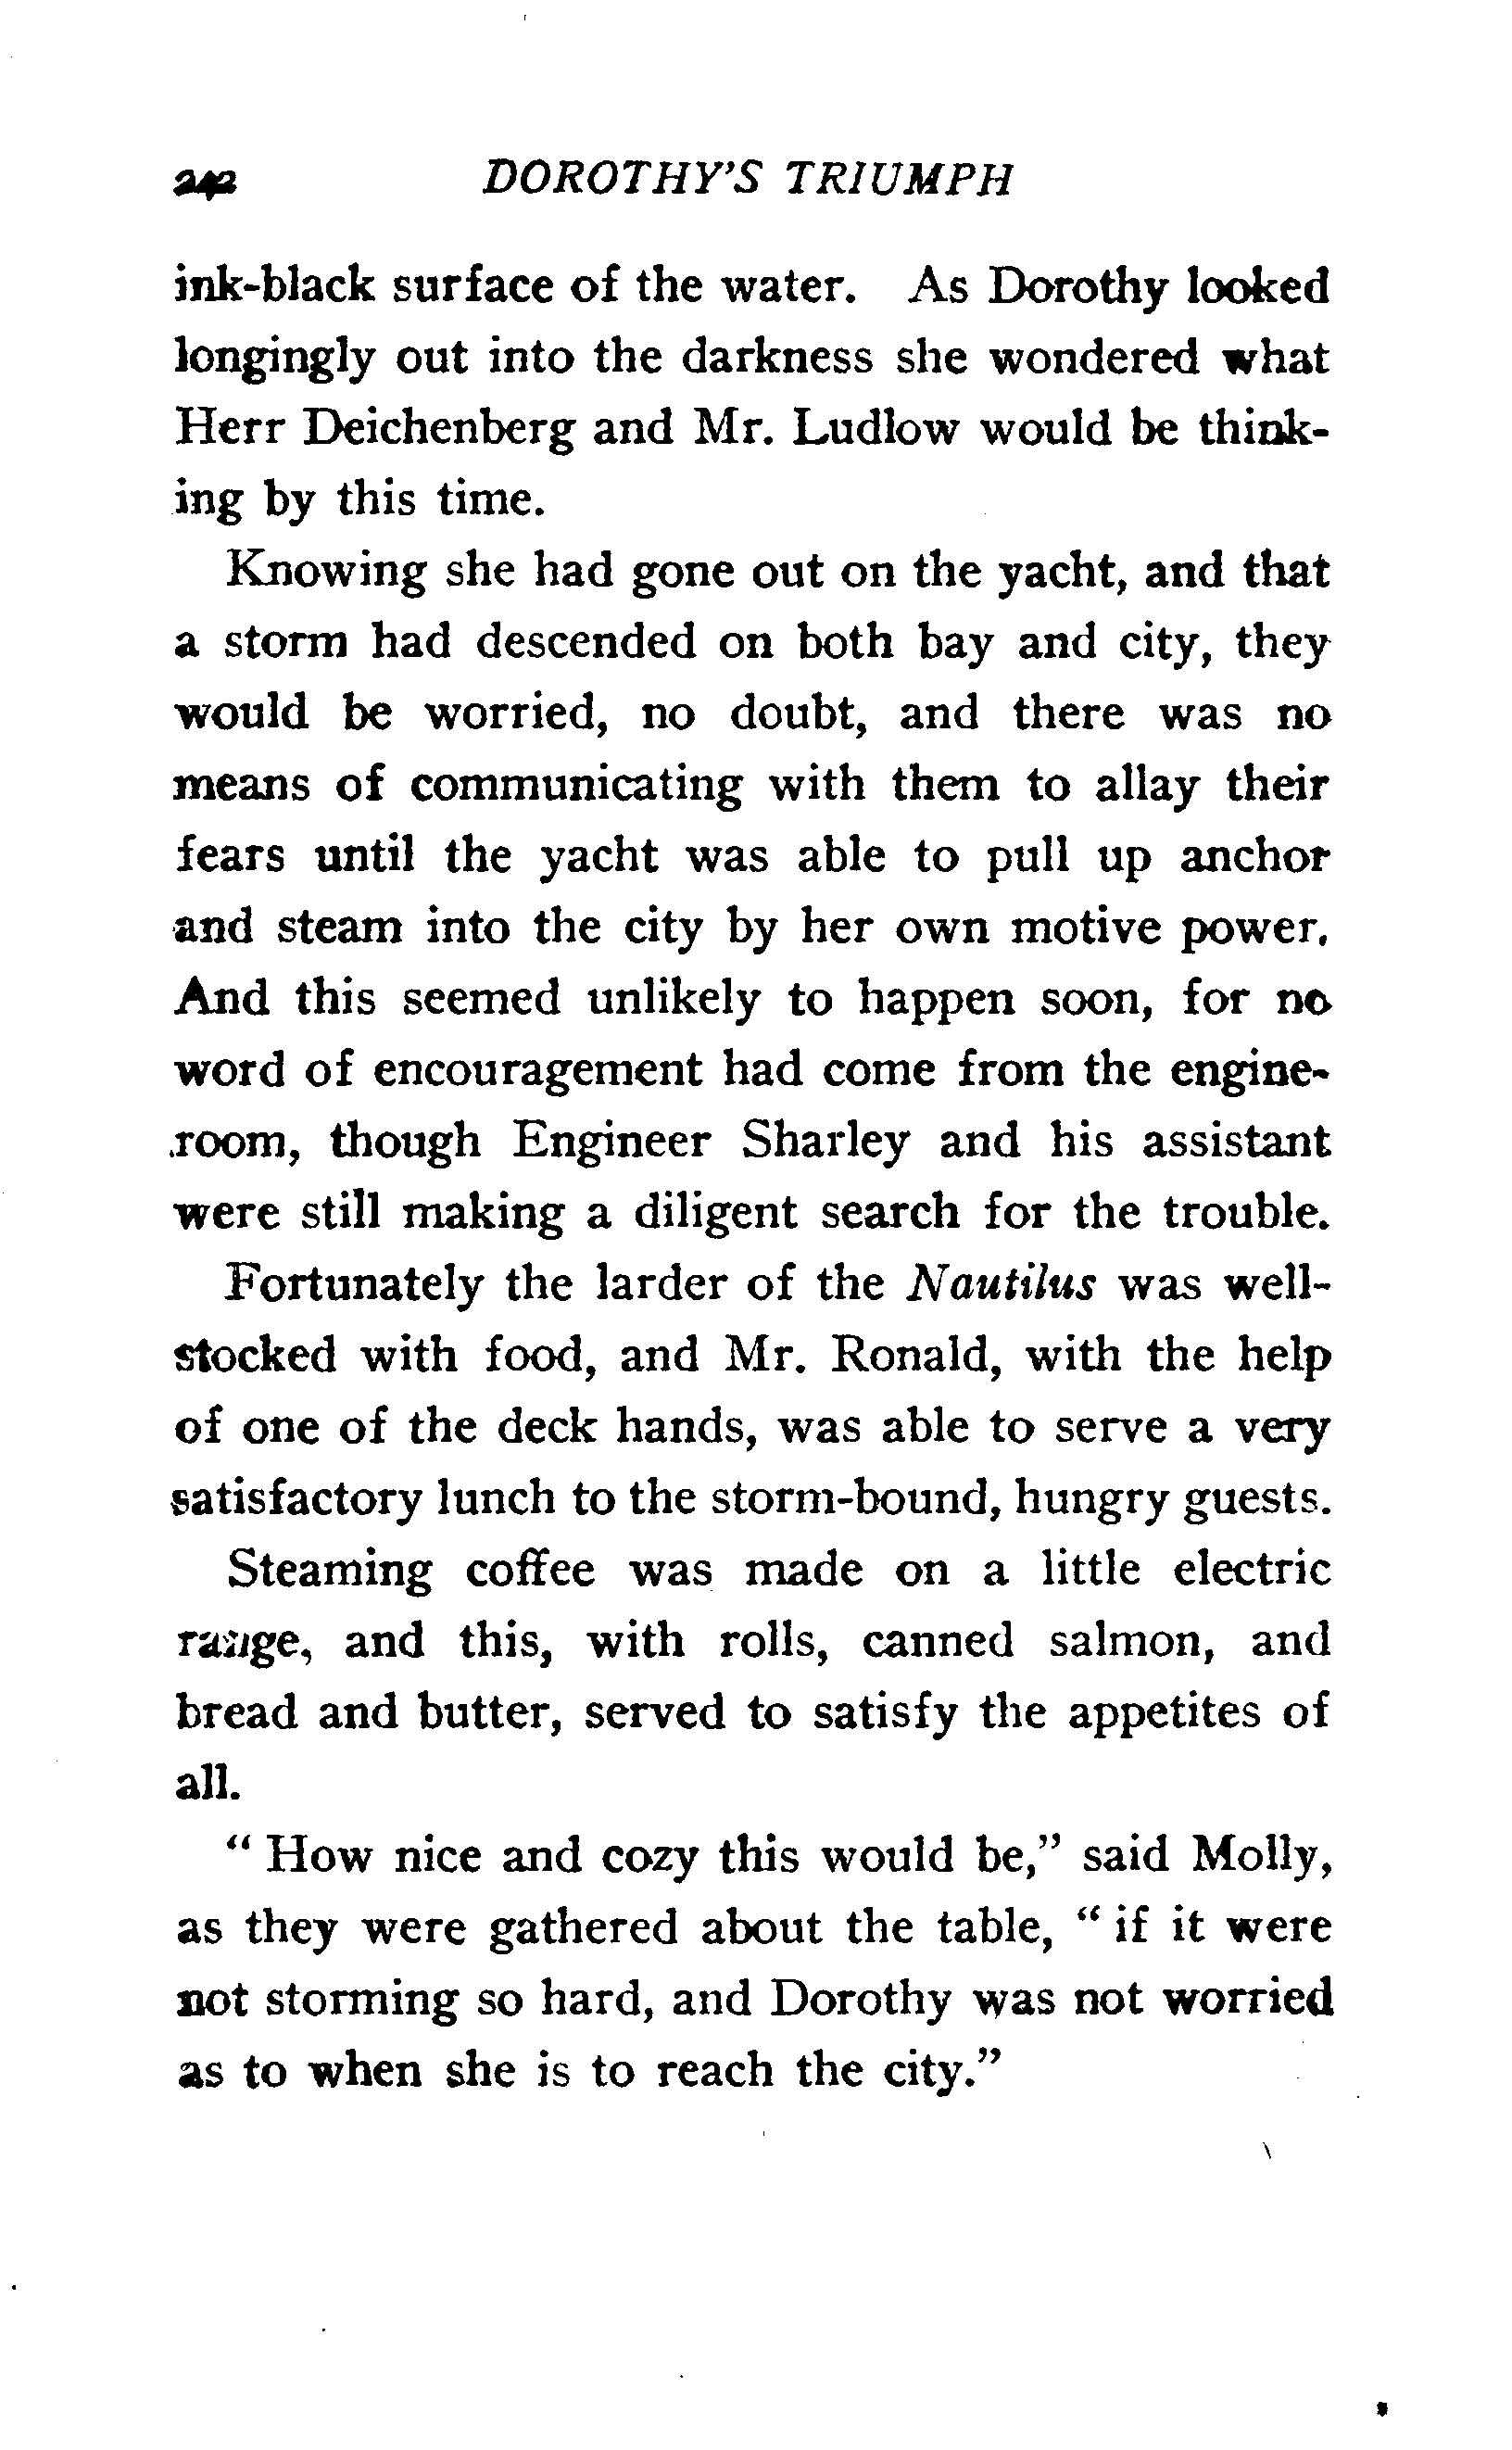 242 DOROTHY'S TRIUMPH
ink-black surface of the water. As Dorothy looked
longingly out into the darkness she wondered what
Herr Deichenberg and Mr. Ludlow would be think-
ing by this time.
Knowing she had gone out on the yacht, and that
a storm had descended on both bay and city, they
would be worried, no doubt, and there was no
means of communicating with them to allay their
fears until the yacht was able to pull up anchor
and steam into the city by her own motive power.
And this seemed unlikely to happen soon, for no
word of encouragement had come from the engine-
room, though Engineer Sharley and his assistant
were still making a diligent search for the trouble.
Fortunately the larder of the Nautilus was well-
stocked with food, and Mr. Ronald, with the help
of one of the deck hands, was able to serve a very
satisfactory lunch to the storm-bound, hungry guests.
Steaming coffee was made on a little electric
range, and this, with rolls, canned salmon, and
bread and butter, served to satisfy the appetites of
all.
" How nice and cozy this would be," said Molly,
as they were gathered about the table, " if it were
not storming so hard, and Dorothy was not worried
as to when she is to reach the city."